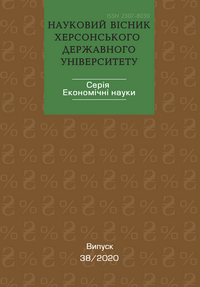 НАУКОВИЙ ВІСНИК
ХЕРСОНСЬКОГО
ДЕРЖАВНОГО
УНІВЕРСИТЕТУ
Серія
Економічні науки
Випуск
38/2020